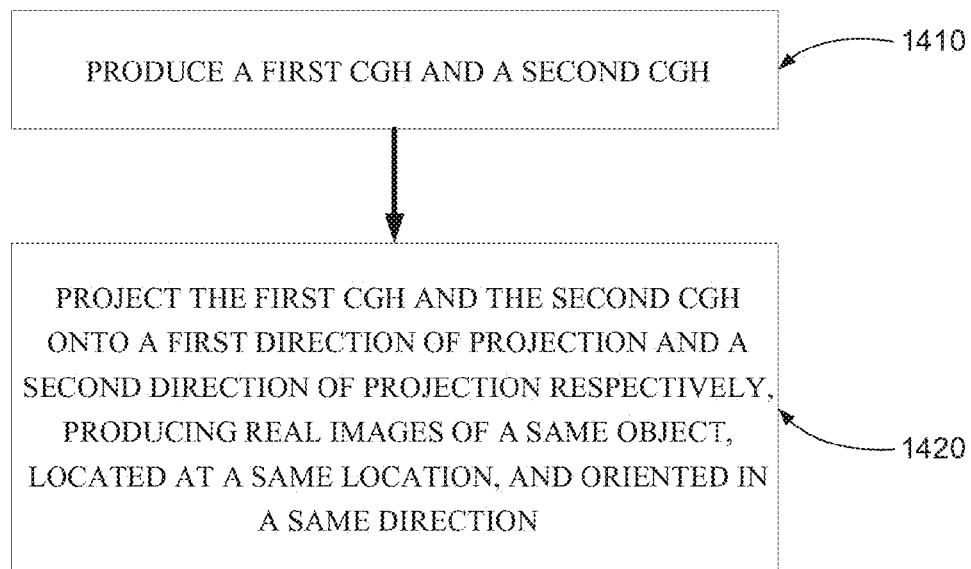 PRODUCE A FIRST CGH AND A SECOND CGH
1410
PROJECT THE FIRST CGH AND THE SECOND CGH
ONTO A FIRST DIRECTION OF PROJECTION AND A
SECOND DIRECTION OF PROJECTION RESPECTIVELY,
PRODUCING REAL IMAGES OF A SAME OBJECT,
LOCATED AT A SAME LOCATION, AND ORIENTED IN
A SAME DIRECTION
1420